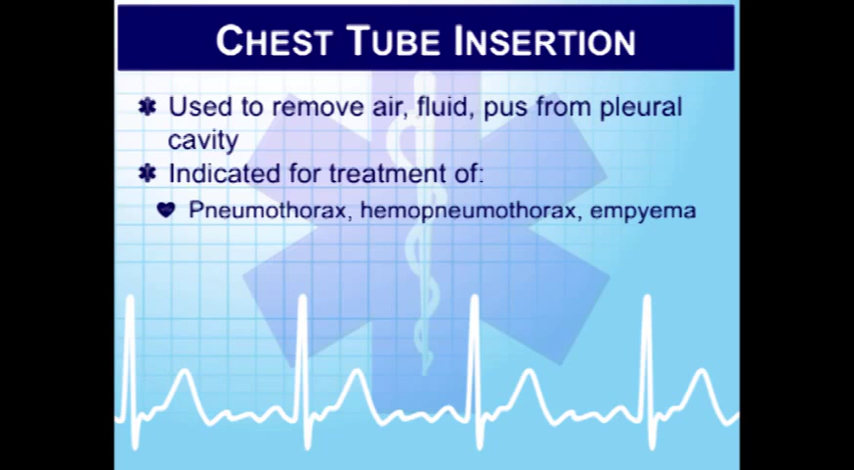 CHEST TUBE INSERTION
Used to remove air, fluid, pus from pleural
cavity
Indicated for treatment of:
Pneumothorax, hemopneumothorax, empyema